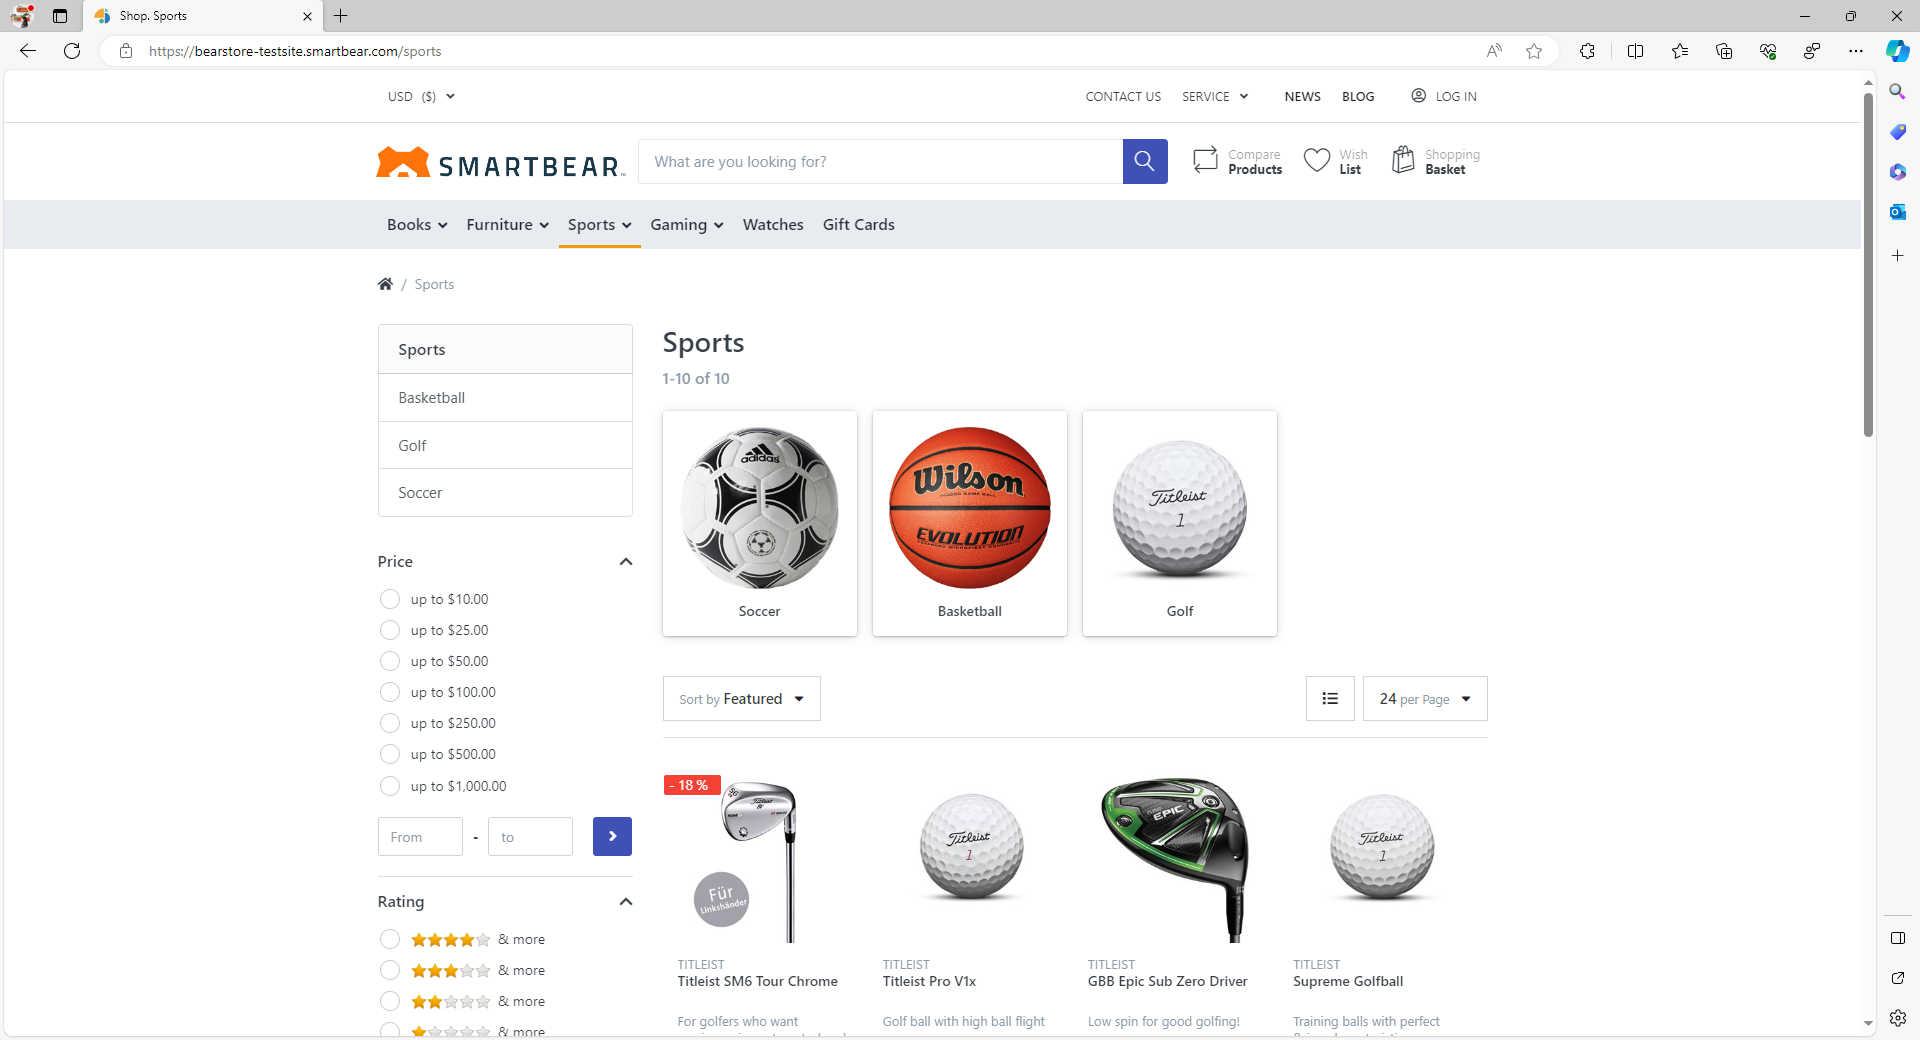 Shop. Sports
https://bearstore-testsite.smartbear.com/sports
USD ($)
CONTACT US SERVICE NEWS BLOG LOG IN
SMARTBEAR
What are you looking for?
Compare Products
Wish List
Shopping Basket
Books Furniture Sports Gaming Watches Gift Cards
/ Sports
Sports
Basketball
Golf
Soccer
Price
up to $10.00
up to $25.00
up to $50.00
up to $100.00
up to $250.00
up to $500.00
up to $1,000.00
From - to
Rating
& more
& more
& more
& more
Sports
1-10 of 10
adidas
Soccer
Wilson
EVOLUTION
Basketball
Titleist
1
Golf
Sort by Featured
24 per Page
- 18 %
Für
Linkshänder
TITLEIST
Titleist SM6 Tour Chrome
For golfers who want
Titleist
1
TITLEIST
Titleist Pro V1x
Golf ball with high ball flight
EPIC
TITLEIST
GBB Epic Sub Zero Driver
Low spin for good golfing!
Titleist
1
TITLEIST
Supreme Golfball
Training balls with perfect